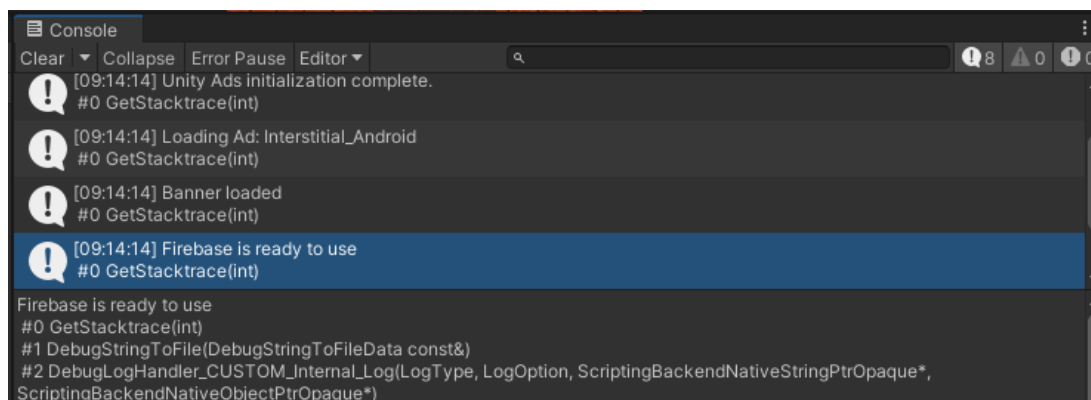 Console
Clear Collapse Error Pause Editor 8 0 0
[09:14:14] Unity Ads initialization complete.
#0 GetStacktrace(int)
[09:14:14] Loading Ad: Interstitial_Android
#0 GetStacktrace(int)
[09:14:14] Banner loaded
#0 GetStacktrace(int)
[09:14:14] Firebase is ready to use
#0 GetStacktrace(int)
Firebase is ready to use
#0 GetStacktrace(int)
#1 DebugStringToFile(DebugStringToFileData const&)
#2 DebugLogHandler_CUSTOM_Internal_Log(LogType, LogOption, ScriptingBackendNativeStringPtrOpaque*,
ScriptingBackendNativeObjectPtrOpaque*)